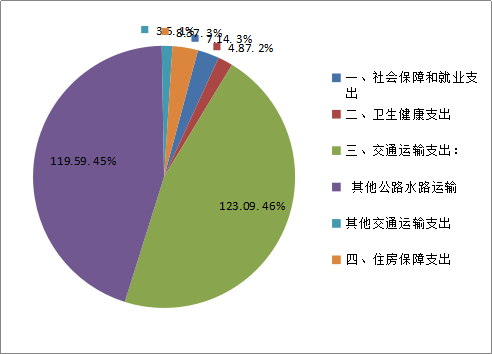 3.5. 1%
8.37. 3%
7.14. 3%
4.87. 2%
119.59. 45%
123.09. 46%
一、社会保障和就业支
出
二、卫生健康支出
三、交通运输支出：
其他公路水路运输
其他交通运输支出
四、住房保障支出